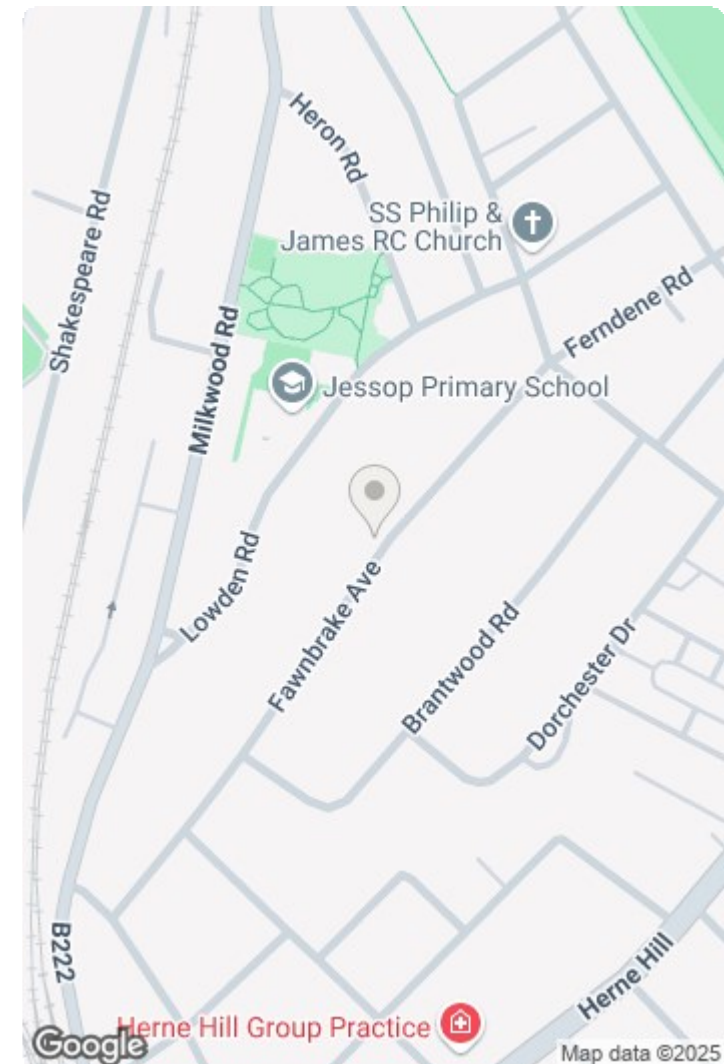 Heron Rd
SS Philip &
James RC Church
Shakespeare Rd
Ferndene Rd
Milkwood Rd
Jessop Primary School
Lowden Rd
Fawnbrake Ave
Brantwood Rd
Dorchester Dr
B222
Herne Hill
Herne Hill Group Practice
Google
Map data ©2025